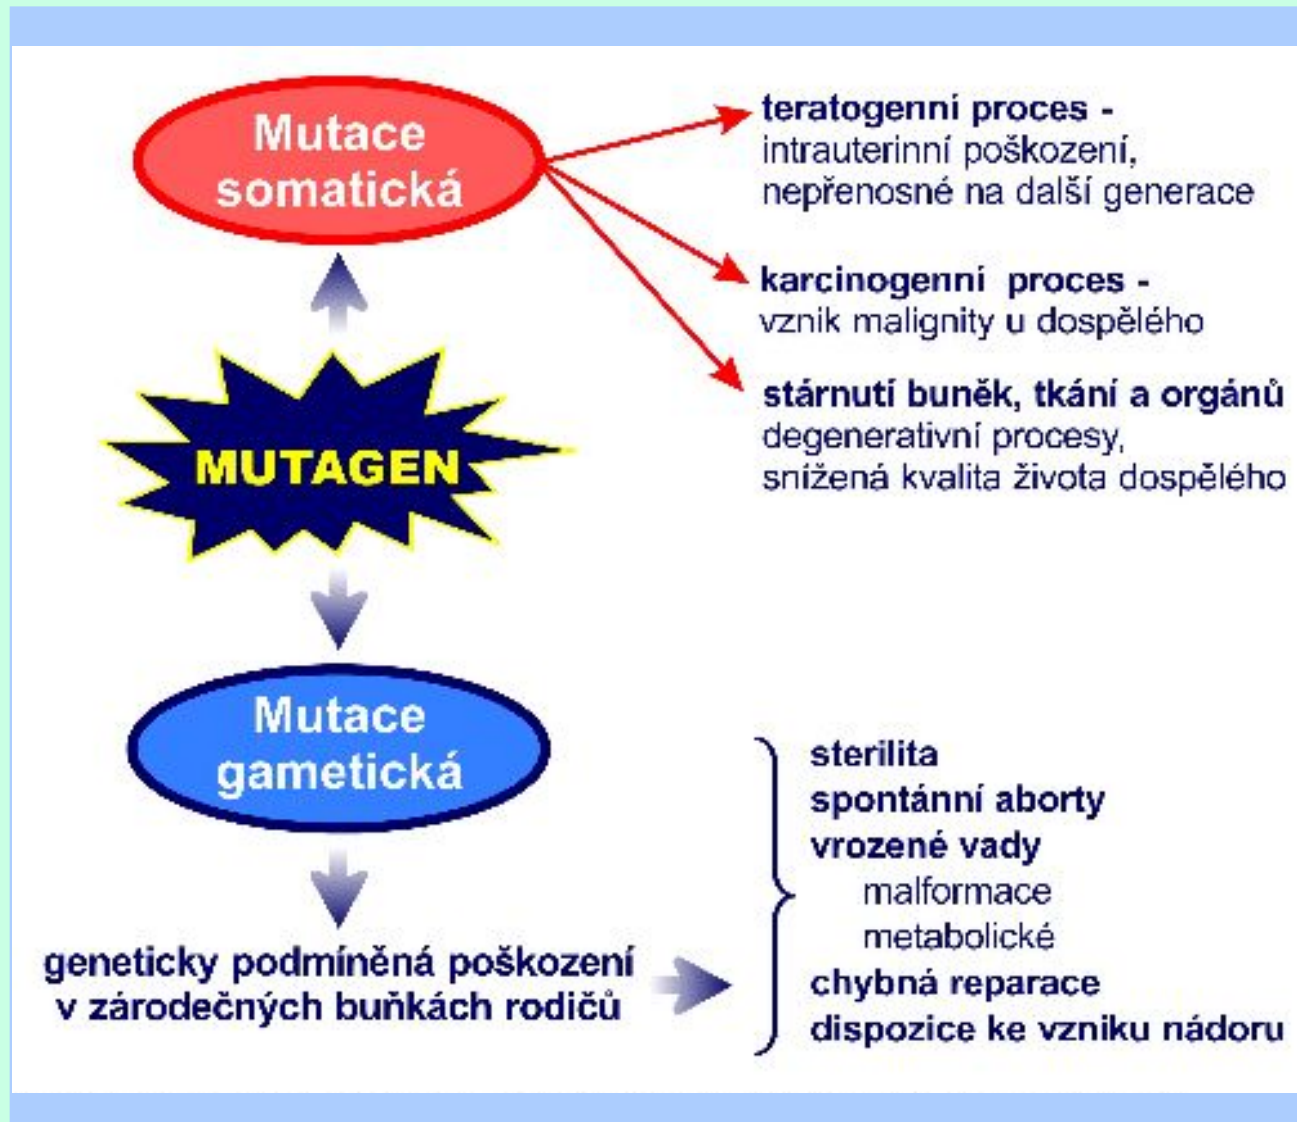 Mutace
somatická
teratogenní proces -
intrauterinní poškození,
nepřenosné na další generace
karcinogenní proces -
vznik malignity u dospělého
stárnutí buněk, tkání a orgánů
degenerativní procesy,
snížená kvalita života dospělého
MUTAGEN
Mutace
gametická
geneticky podmíněná poškození
v zárodečných buňkách rodičů
sterilita
spontánní aborty
vrozené vady
malformace
metabolické
chybná reparace
dispozice ke vzniku nádoru